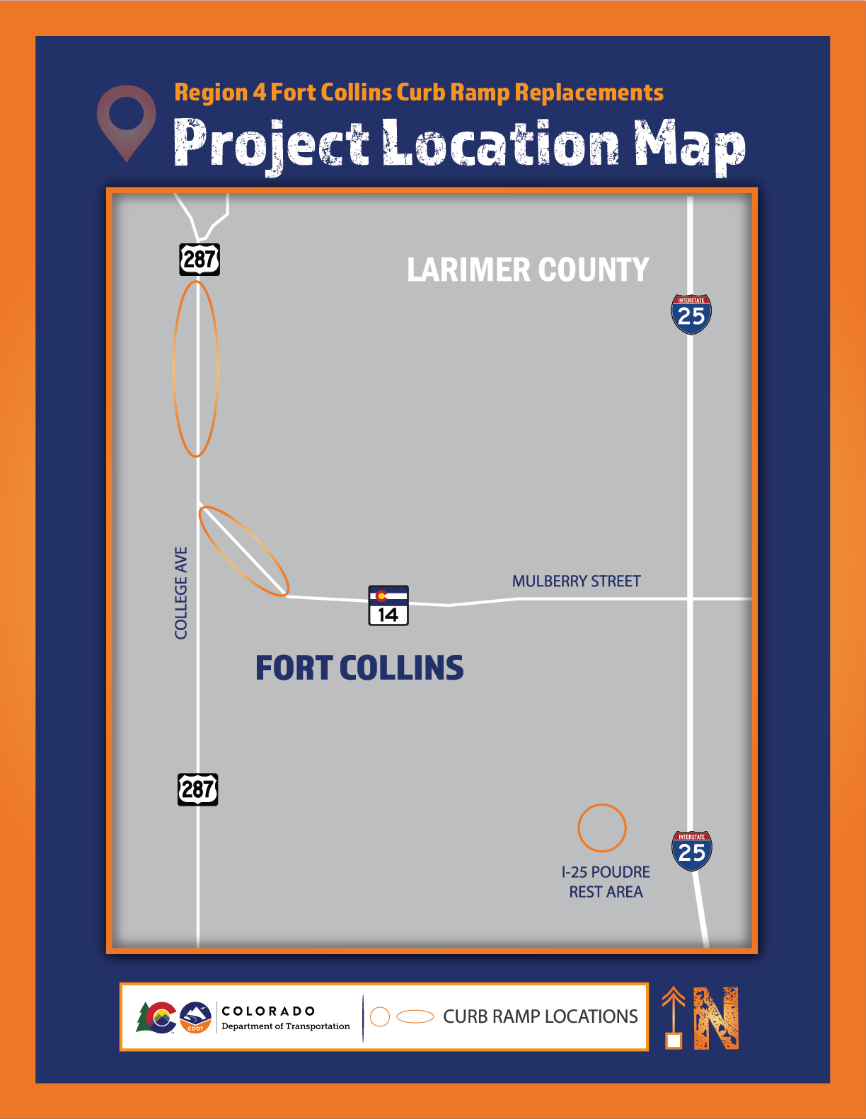 Region 4 Fort Collins Curb Ramp Replacements
Project Location Map
287
LARIMER COUNTY
INTERSTATE
25
COLLEGE AVE
MULBERRY STREET
14
FORT COLLINS
287
INTERSTATE
25
I-25 POUDRE
REST AREA
CDOT
COLORADO
Department of Transportation
CURB RAMP LOCATIONS
N